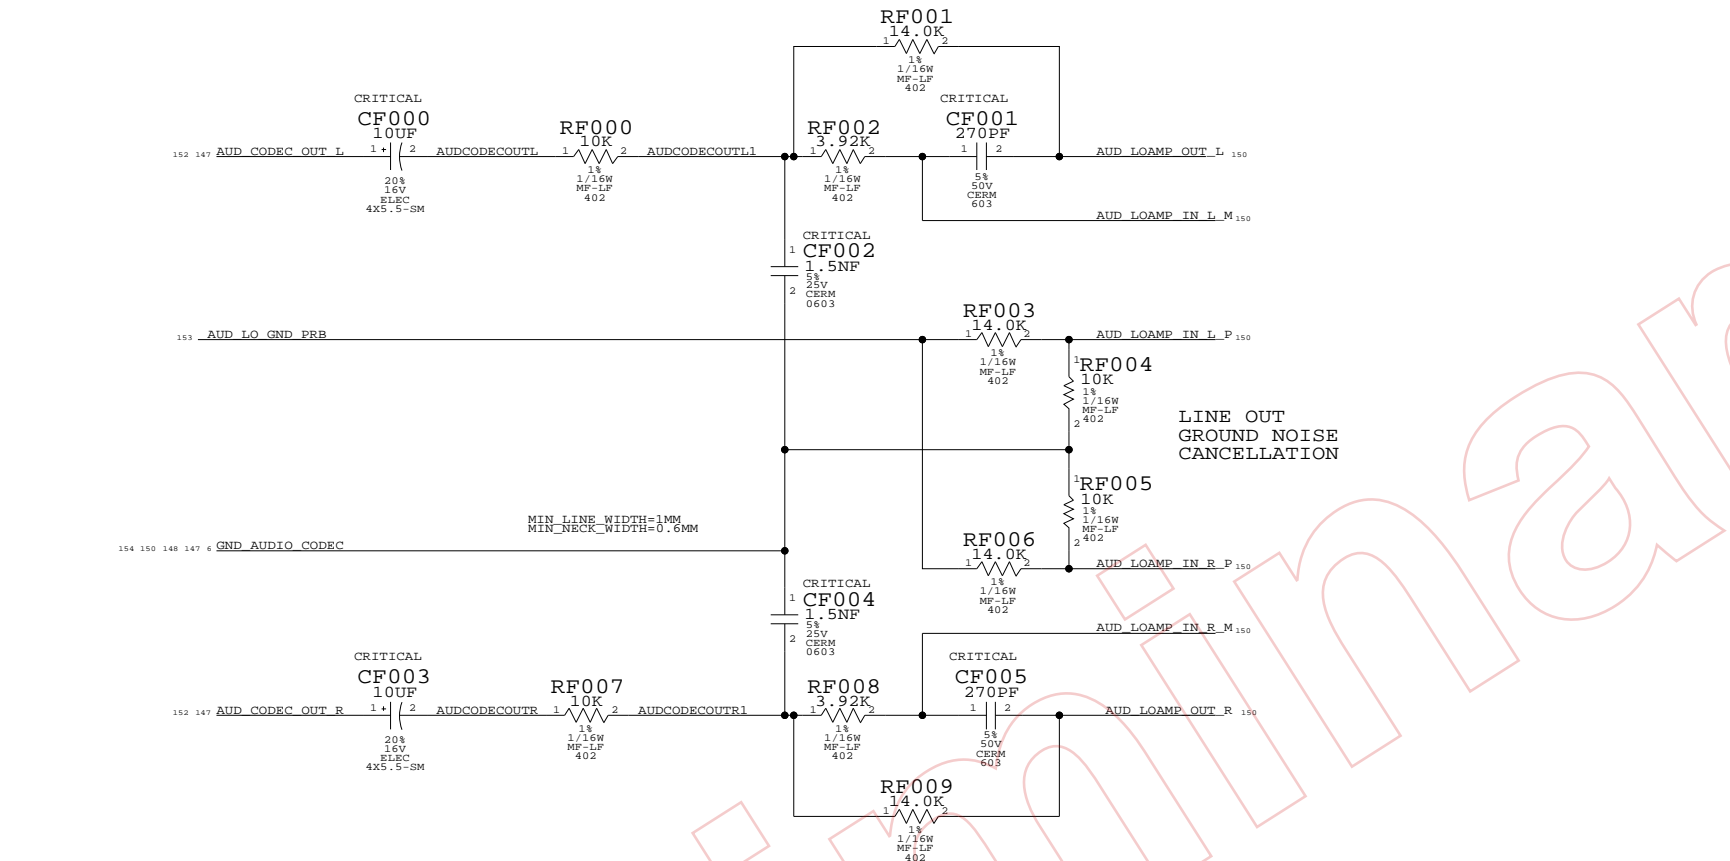 RF001
14.0K
1 2
1%
1/16W
MF-LF
402
CRITICAL
CF000
10UF
1 + 2
20%
16V
ELEC
4X5.5-SM
152 147 AUD_CODEC_OUT_L
AUDCODECOUTL
RF000
10K
1 2
1%
1/16W
MF-LF
402
AUDCODECOUTL1
RF002
3.92K
1 2
1%
1/16W
MF-LF
402
CRITICAL
CF001
270PF
1 2
5%
50V
CERM
603
AUD_LOAMP_OUT_L 150
AUD_LOAMP_IN_L_M 150
CRITICAL
1 CF002
1.5NF
5%
25V
2 CERM
0603
153 AUD_LO_GND_PRB
RF003
14.0K
1 2
1%
1/16W
MF-LF
402
AUD_LOAMP_IN_L_P 150
1 RF004
10K
1%
1/16W
MF-LF
2 402
LINE OUT
GROUND NOISE
CANCELLATION
1 RF005
10K
1%
1/16W
MF-LF
2 402
MIN_LINE_WIDTH=1MM
MIN_NECK_WIDTH=0.6MM
154 150 148 147 6 GND_AUDIO_CODEC
RF006
14.0K
1 2
1%
1/16W
MF-LF
402
AUD_LOAMP_IN_R_P 150
CRITICAL
1 CF004
1.5NF
5%
25V
2 CERM
0603
AUD_LOAMP_IN_R_M 150
CRITICAL
CF003
10UF
1 + 2
20%
16V
ELEC
4X5.5-SM
152 147 AUD_CODEC_OUT_R
AUDCODECOUTR
RF007
10K
1 2
1%
1/16W
MF-LF
402
AUDCODECOUTR1
RF008
3.92K
1 2
1%
1/16W
MF-LF
402
CRITICAL
CF005
270PF
1 2
5%
50V
CERM
603
AUD_LOAMP_OUT_R 150
RF009
14.0K
1 2
1%
1/16W
MF-LF
402